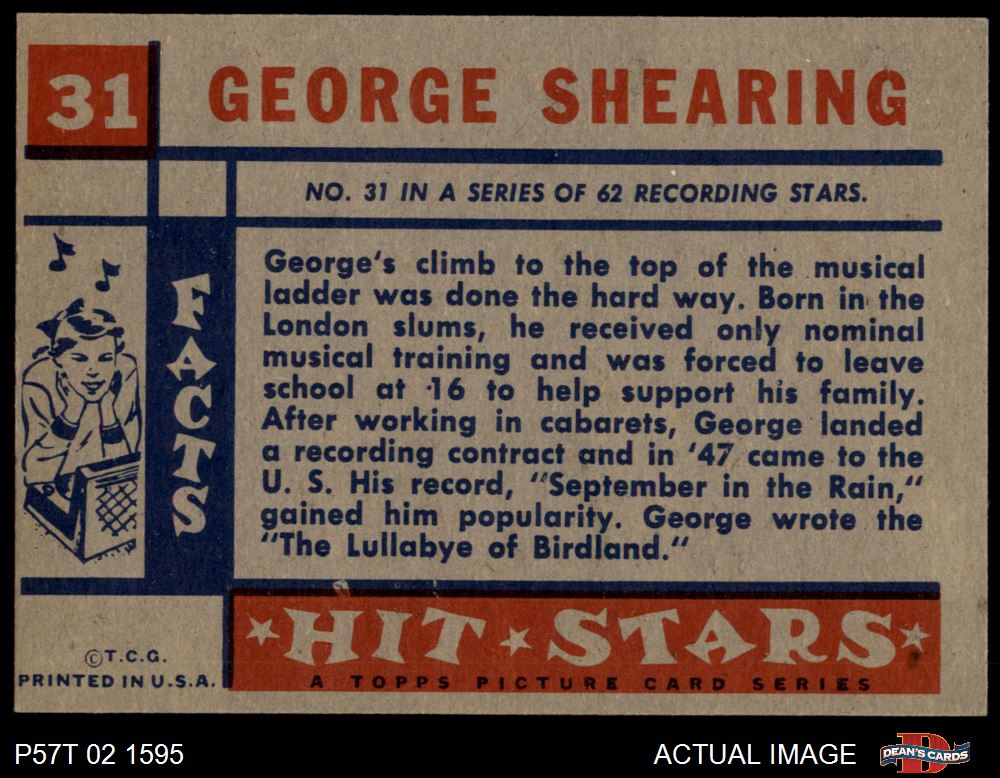 31
GEORGE SHEARING
NO. 31 IN A SERIES OF 62 RECORDING STARS.
FACTS
George's climb to the top of the musical
ladder was done the hard way. Born in the
London slums, he received only nominal
musical training and was forced to leave
school at 16 to help support his family.
After working in cabarets, George landed
a recording contract and in '47 came to the
U. S. His record, "September in the Rain,"
gained him popularity. George wrote the
"The Lullabye of Birdland."
HIT STARS
A TOPPS PICTURE CARD SERIES
©T.C.G.
PRINTED IN U.S.A.
P57T 02 1595
ACTUAL IMAGE
DEAN'S CARDS